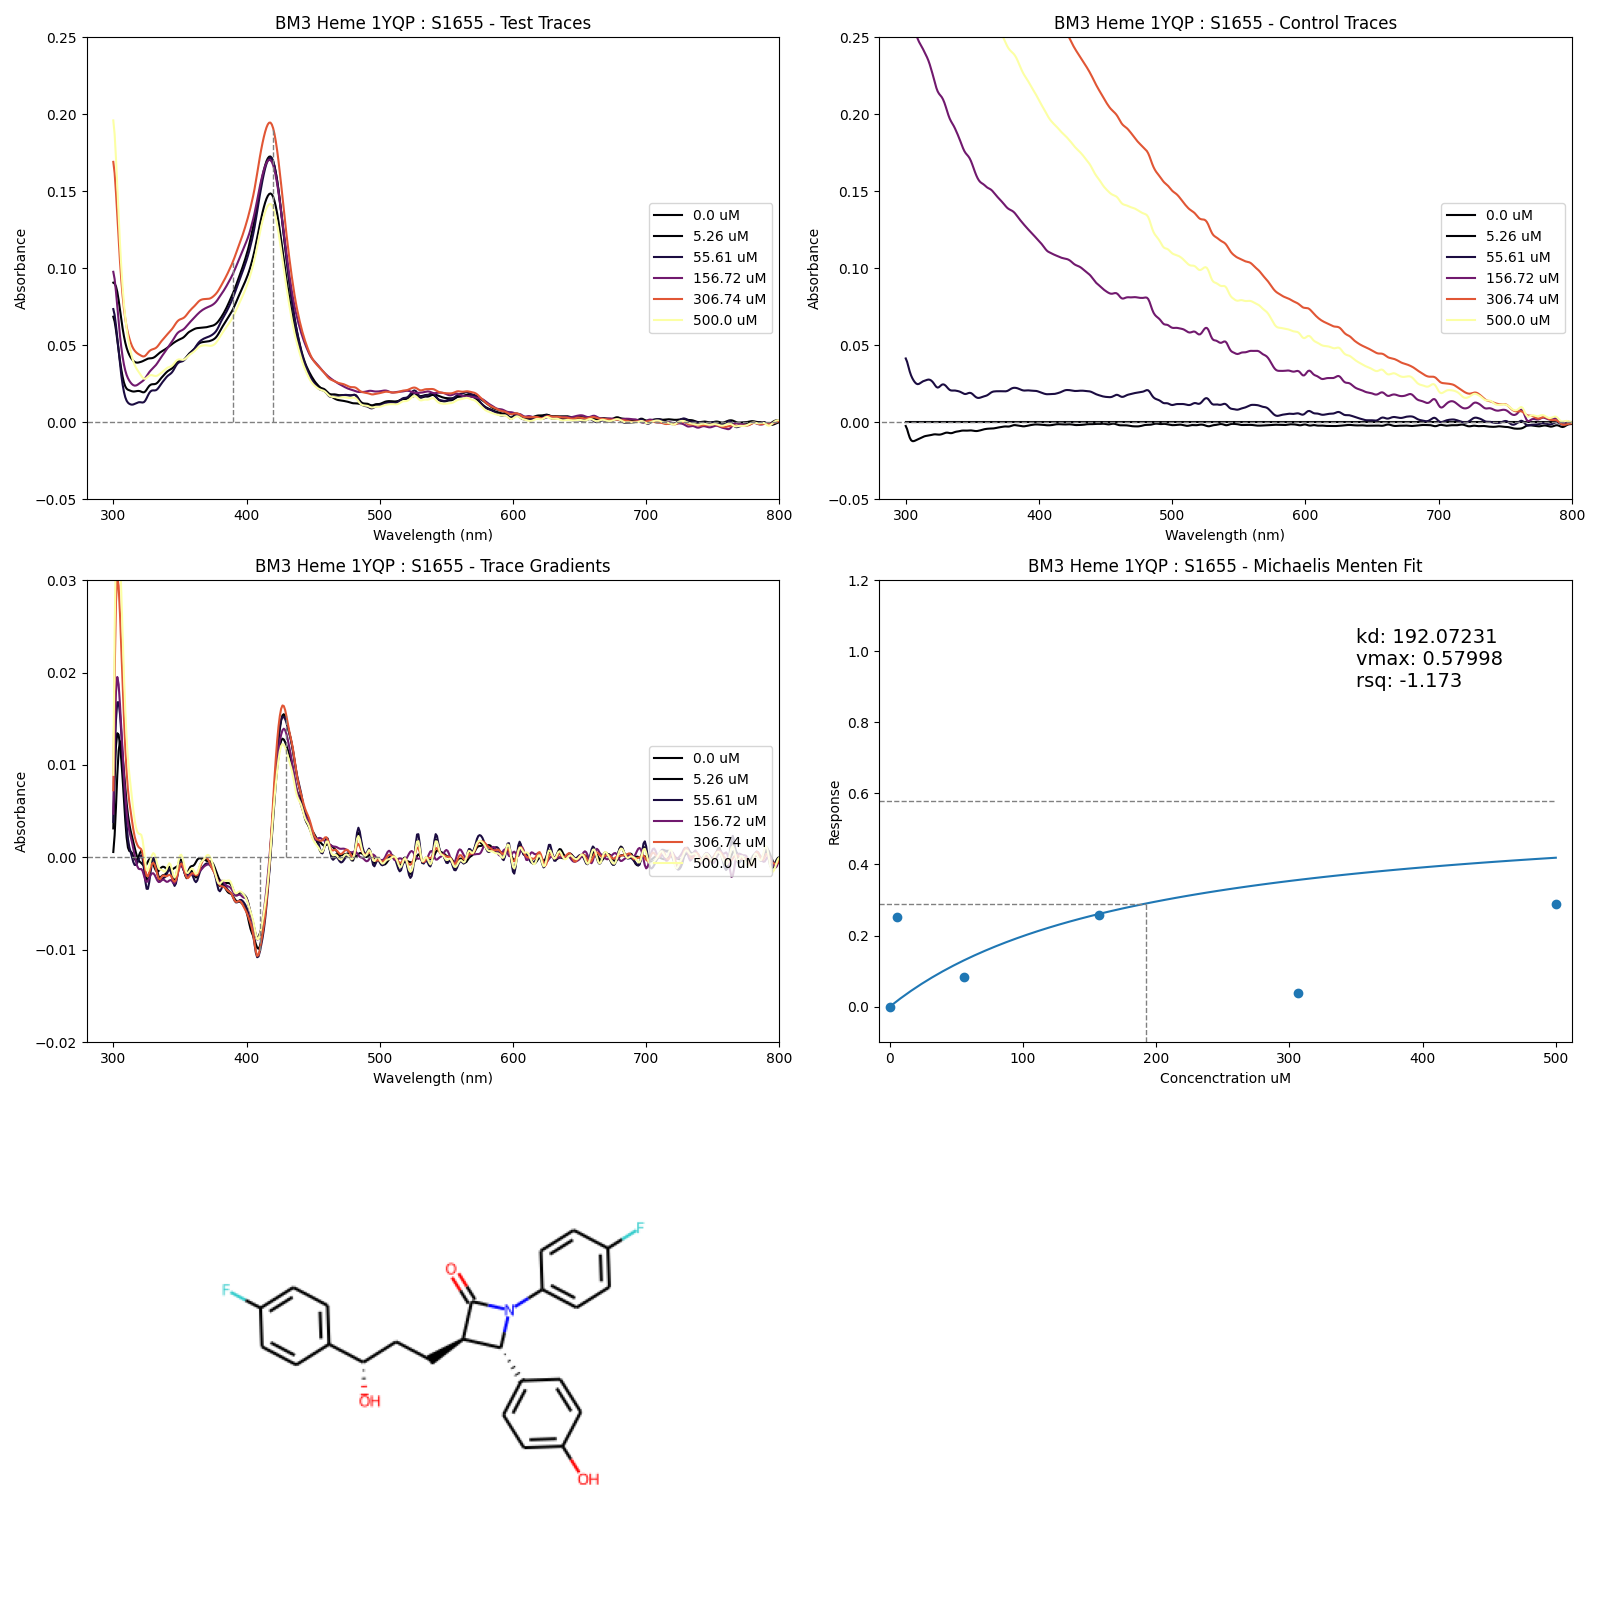 BM3 Heme 1YQP : S1655 - Test Traces
0.25
0.20
0.15
0.10
0.05
0.00
−0.05
Absorbance
0.0 uM
5.26 uM
55.61 uM
156.72 uM
306.74 uM
500.0 uM
300 400 500 600 700 800
Wavelength (nm)
BM3 Heme 1YQP : S1655 - Control Traces
0.25
0.20
0.15
0.10
0.05
0.00
−0.05
Absorbance
0.0 uM
5.26 uM
55.61 uM
156.72 uM
306.74 uM
500.0 uM
300 400 500 600 700 800
Wavelength (nm)
BM3 Heme 1YQP : S1655 - Trace Gradients
0.03
0.02
0.01
0.00
−0.01
−0.02
Absorbance
0.0 uM
5.26 uM
55.61 uM
156.72 uM
306.74 uM
500.0 uM
300 400 500 600 700 800
Wavelength (nm)
BM3 Heme 1YQP : S1655 - Michaelis Menten Fit
1.2
1.0
0.8
0.6
0.4
0.2
0.0
Response
kd: 192.07231
vmax: 0.57998
rsq: -1.173
0 100 200 300 400 500
Concenctration uM
F
O
F
N
OH
OH